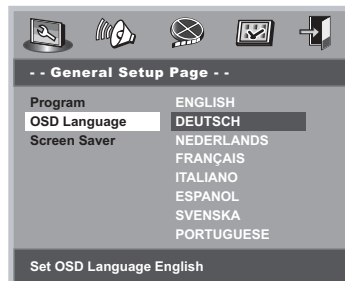 - - General Setup Page - -
Program ENGLISH
OSD Language DEUTSCH
Screen Saver NEDERLANDS
FRANÇAIS
ITALIANO
ESPANOL
SVENSKA
PORTUGUESE
Set OSD Language English